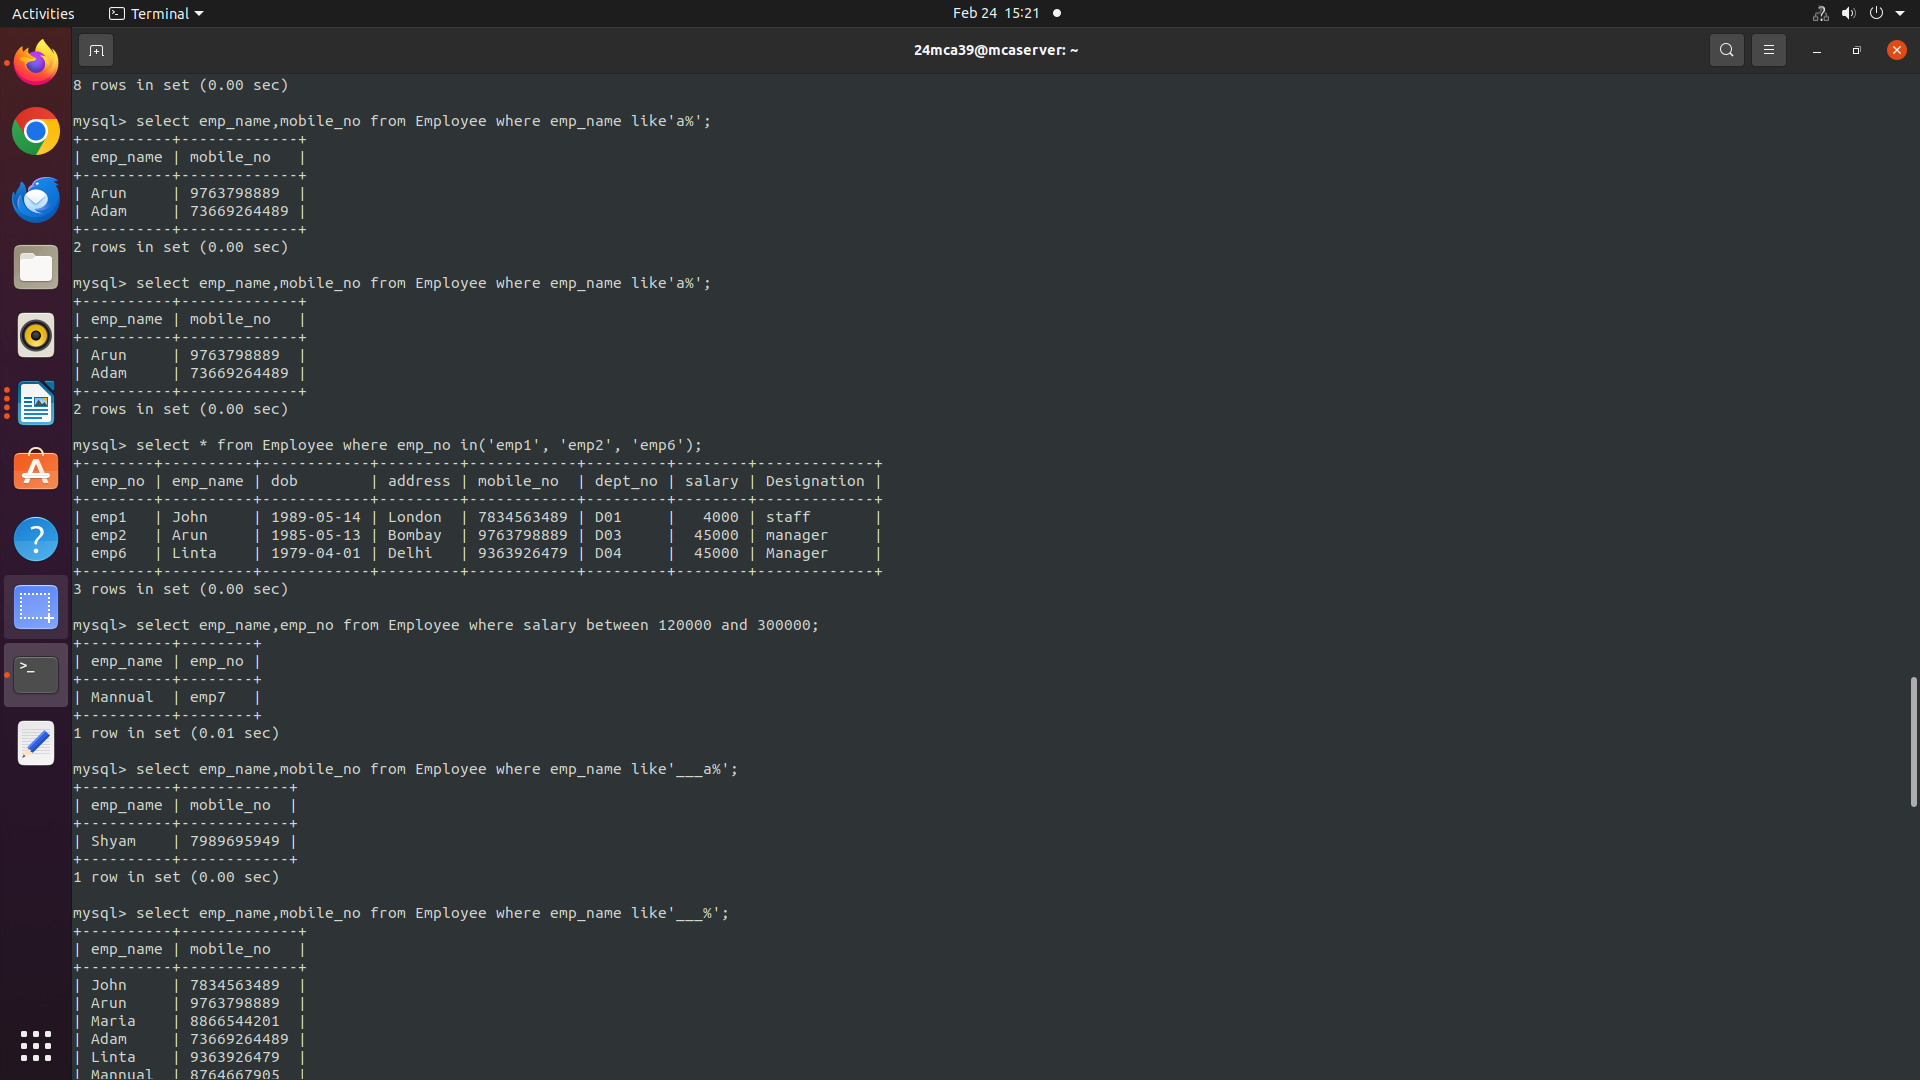 Activities Terminal Feb 24 15:21
24mca39@mcaserver: ~
8 rows in set (0.00 sec)
mysql> select emp_name,mobile_no from Employee where emp_name like'a%';
+----------+-------------+
| emp_name | mobile_no   |
+----------+-------------+
| Arun     | 9763798889  |
| Adam     | 73669264489 |
+----------+-------------+
2 rows in set (0.00 sec)
mysql> select emp_name,mobile_no from Employee where emp_name like'a%';
+----------+-------------+
| emp_name | mobile_no   |
+----------+-------------+
| Arun     | 9763798889  |
| Adam     | 73669264489 |
+----------+-------------+
2 rows in set (0.00 sec)
mysql> select * from Employee where emp_no in('emp1', 'emp2', 'emp6');
+--------+----------+------------+---------+------------+---------+--------+-------------+
| emp_no | emp_name | dob        | address | mobile_no  | dept_no | salary | Designation |
+--------+----------+------------+---------+------------+---------+--------+-------------+
| emp1   | John     | 1989-05-14 | London  | 7834563489 | D01     |   4000 | staff       |
| emp2   | Arun     | 1985-05-13 | Bombay  | 9763798889 | D03     |  45000 | manager     |
| emp6   | Linta    | 1979-04-01 | Delhi   | 9363926479 | D04     |  45000 | Manager     |
+--------+----------+------------+---------+------------+---------+--------+-------------+
3 rows in set (0.00 sec)
mysql> select emp_name,emp_no from Employee where salary between 120000 and 300000;
+----------+--------+
| emp_name | emp_no |
+----------+--------+
| Mannual  | emp7   |
+----------+--------+
1 row in set (0.01 sec)
mysql> select emp_name,mobile_no from Employee where emp_name like'___a%';
+----------+------------+
| emp_name | mobile_no  |
+----------+------------+
| Shyam    | 7989695949 |
+----------+------------+
1 row in set (0.00 sec)
mysql> select emp_name,mobile_no from Employee where emp_name like'___%';
+----------+-------------+
| emp_name | mobile_no   |
+----------+-------------+
| John     | 7834563489  |
| Arun     | 9763798889  |
| Maria    | 8866544201  |
| Adam     | 73669264489 |
| Linta    | 9363926479  |
| Mannual  | 8764667905  |